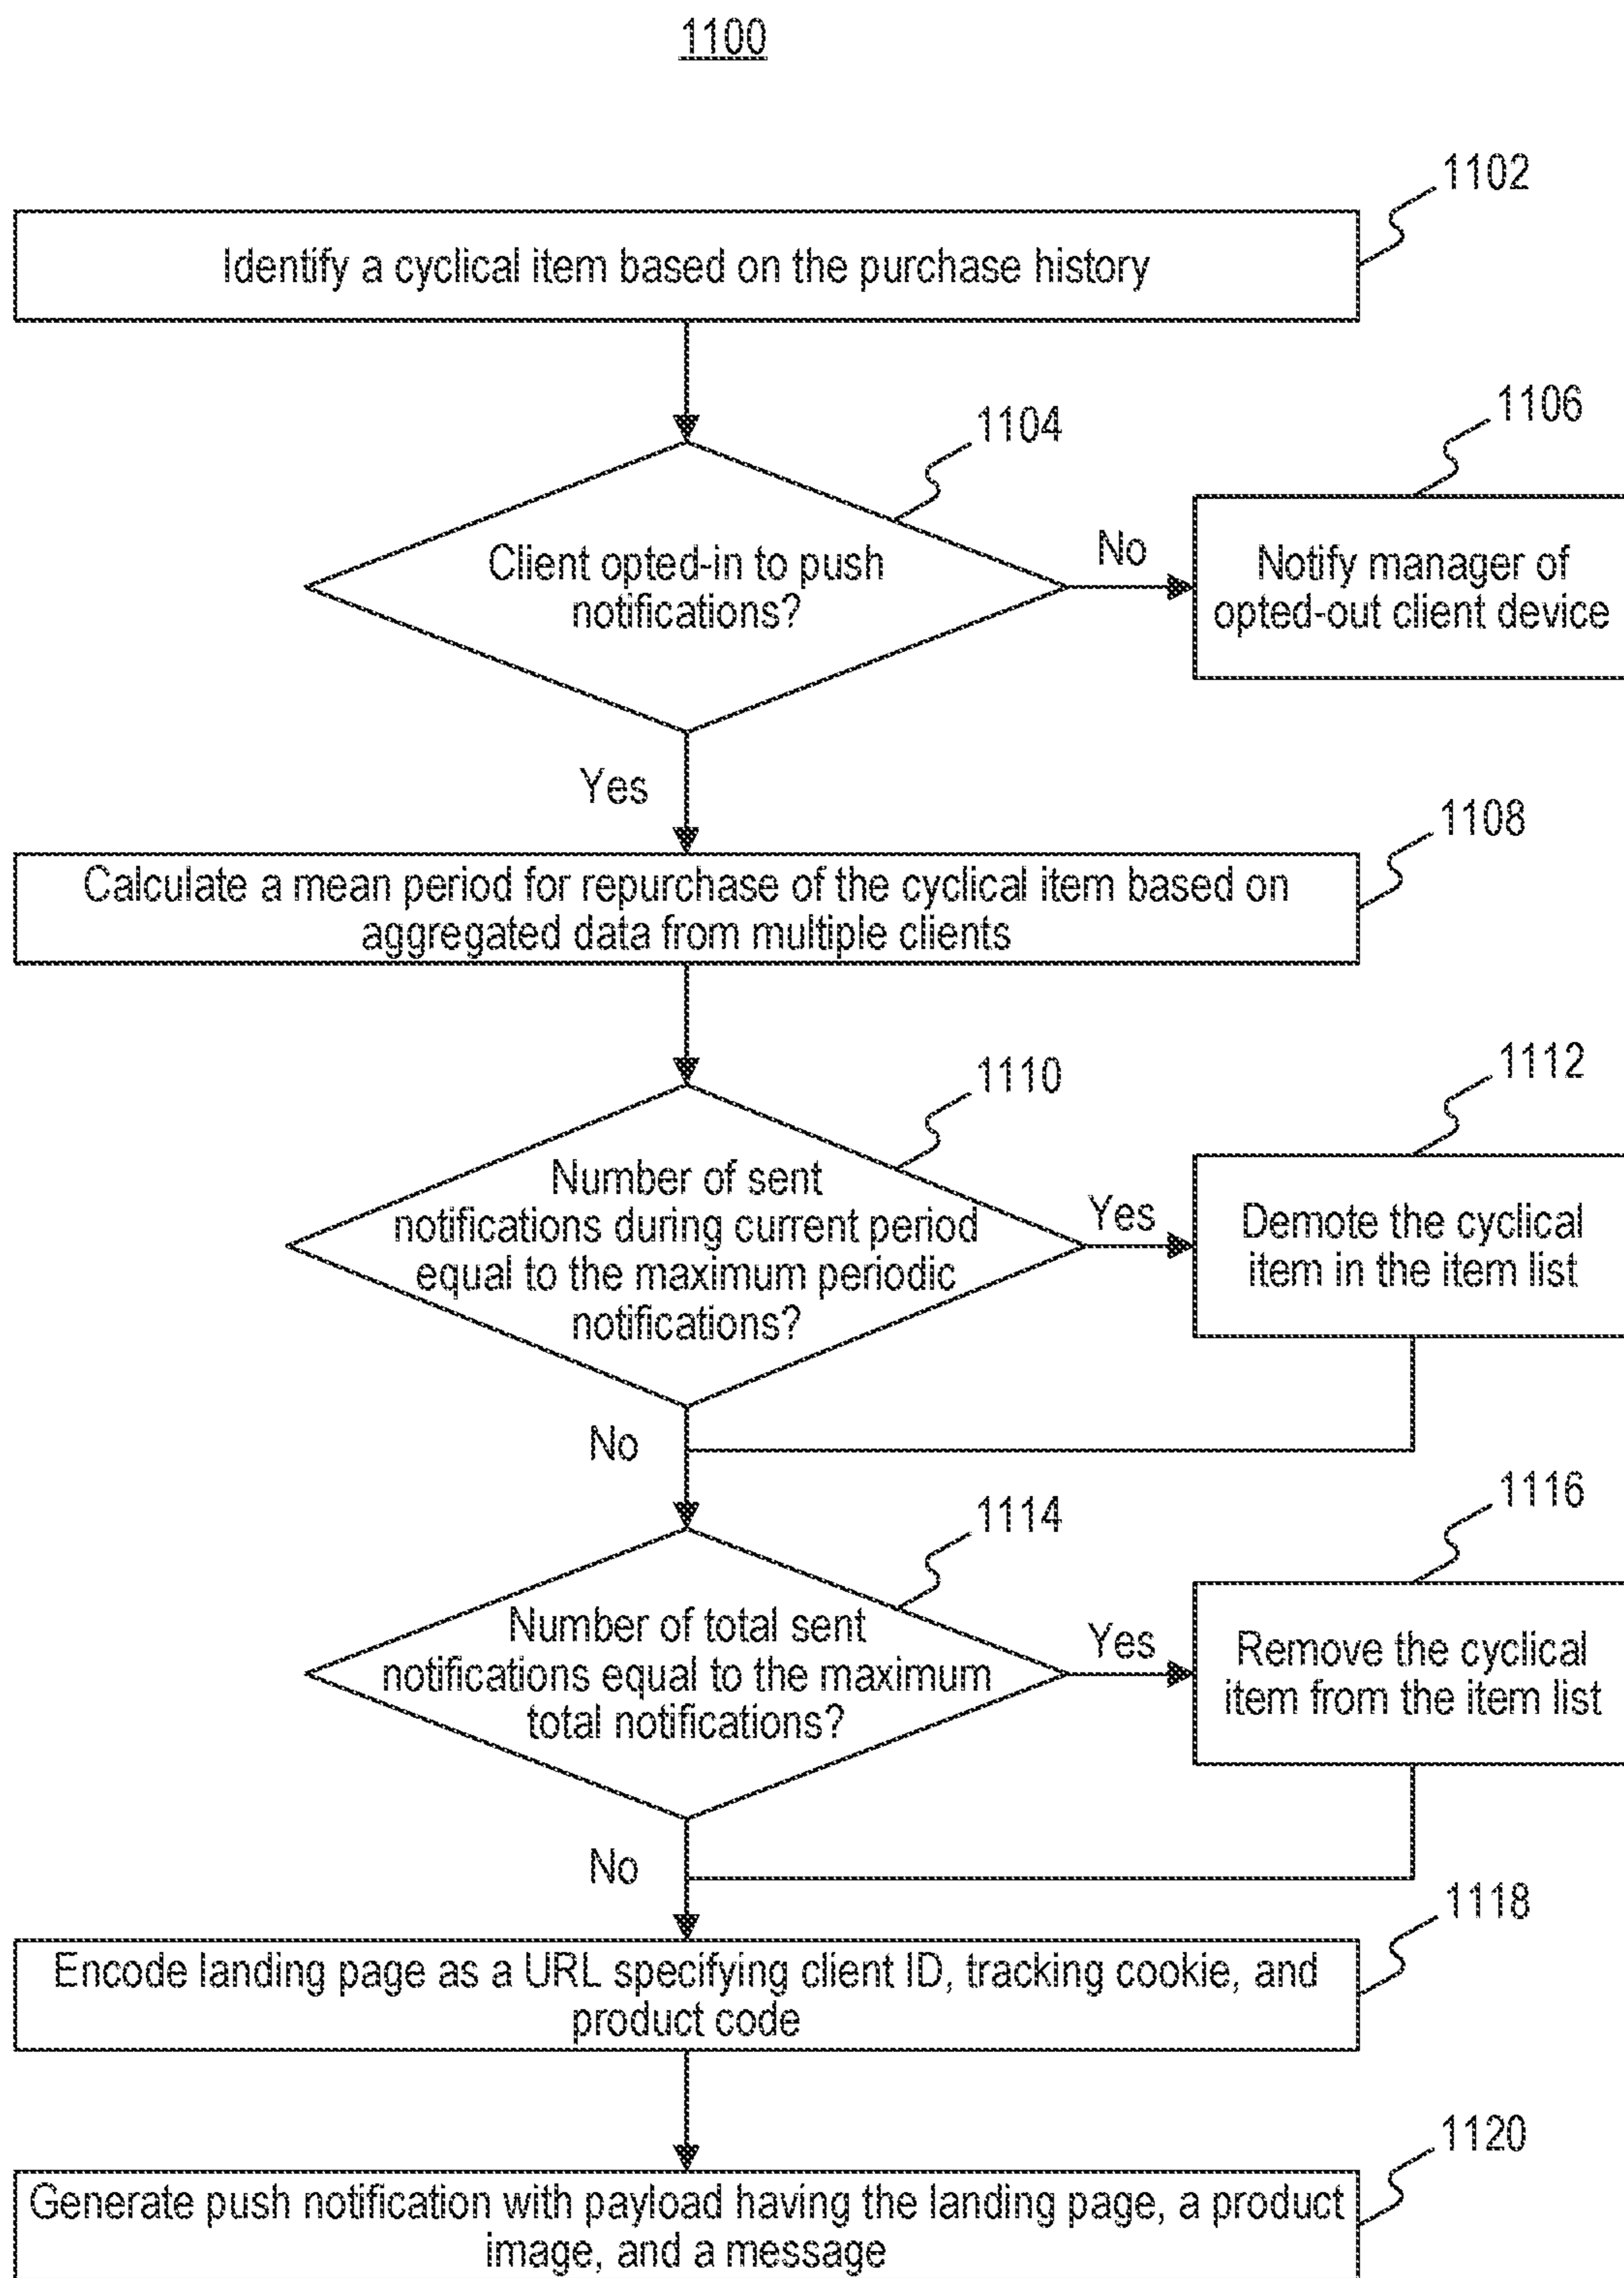 1100
1102
Identify a cyclical item based on the purchase history
1104
1106
Client opted-in to push
notifications?
No
Notify manager of
opted-out client device
Yes
1108
Calculate a mean period for repurchase of the cyclical item based on
aggregated data from multiple clients
1110
1112
Number of sent
notifications during current period
equal to the maximum periodic
notifications?
Yes
Demote the cyclical
item in the item list
No
1114
1116
Number of total sent
notifications equal to the maximum
total notifications?
Yes
Remove the cyclical
item from the item list
No
1118
Encode landing page as a URL specifying client ID, tracking cookie, and
product code
1120
Generate push notification with payload having the landing page, a product
image, and a message